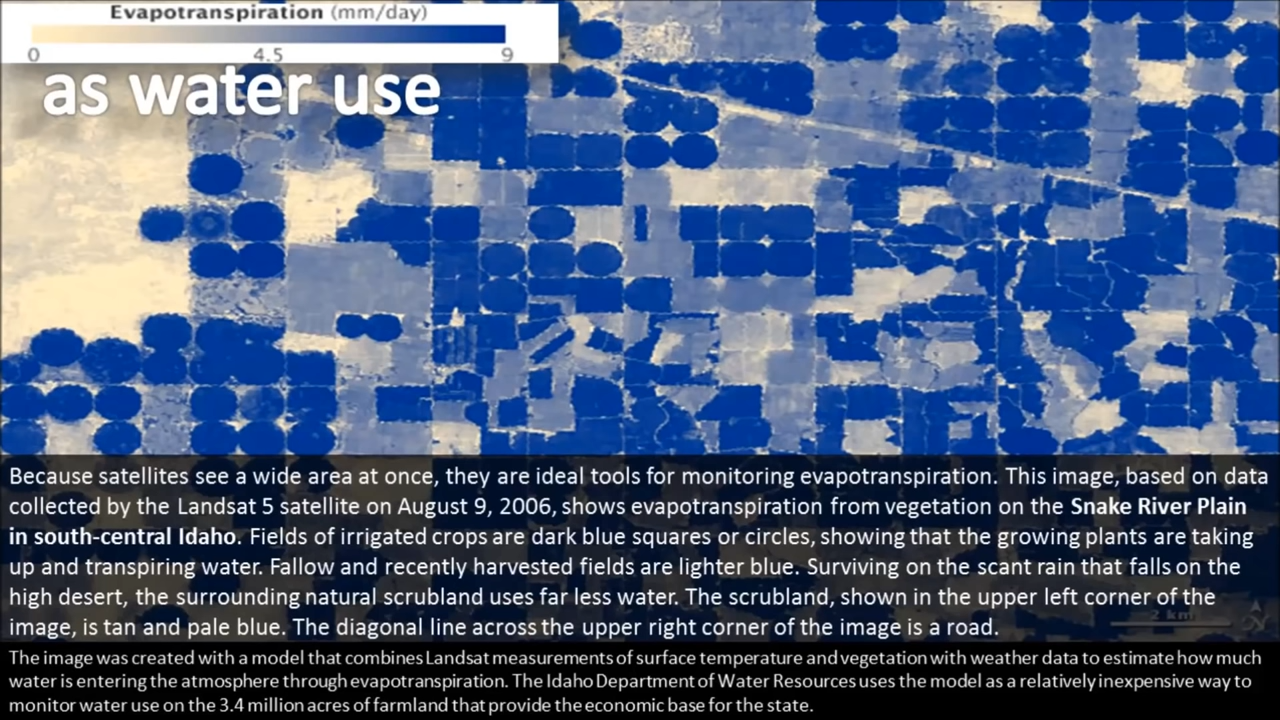 Evapotranspiration (mm/day)
0 4.5 9
as water use
Because satellites see a wide area at once, they are ideal tools for monitoring evapotranspiration. This image, based on data
collected by the Landsat 5 satellite on August 9, 2006, shows evapotranspiration from vegetation on the Snake River Plain
in south-central Idaho. Fields of irrigated crops are dark blue squares or circles, showing that the growing plants are taking
up and transpiring water. Fallow and recently harvested fields are lighter blue. Surviving on the scant rain that falls on the
high desert, the surrounding natural scrubland uses far less water. The scrubland, shown in the upper left corner of the
2 km
image, is tan and pale blue. The diagonal line across the upper right corner of the image is a road.
The image was created with a model that combines Landsat measurements of surface temperature and vegetation with weather data to estimate how much
water is entering the atmosphere through evapotranspiration. The Idaho Department of Water Resources uses the model as a relatively inexpensive way to
monitor water use on the 3.4 million acres of farmland that provide the economic base for the state.